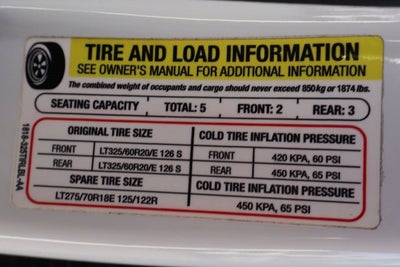 TIRE AND LOAD INFORMATION
SEE OWNER'S MANUAL FOR ADDITIONAL INFORMATION
The combined weight of occupants and cargo should never exceed 850kg or 1874 lbs.
SEATING CAPACITY TOTAL: 5 FRONT: 2 REAR: 3
ORIGINAL TIRE SIZE COLD TIRE INFLATION PRESSURE
FRONT LT325/60R20/E 126 S FRONT 420 KPA, 60 PSI
REAR LT325/60R20/E 126 S REAR 450 KPA, 65 PSI
SPARE TIRE SIZE COLD TIRE INFLATION PRESSURE
LT275/70R18E 125/122R 450 KPA, 65 PSI